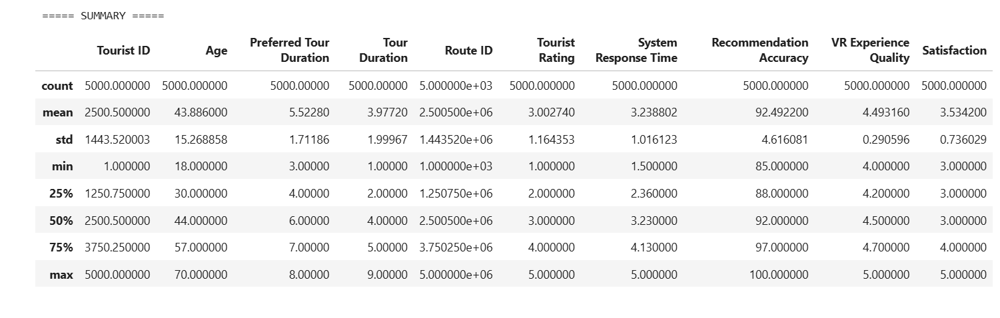 ===== SUMMARY =====
Tourist ID Age Preferred Tour Duration Tour Duration Route ID Tourist Rating System Response Time Recommendation Accuracy VR Experience Quality Satisfaction
count 5000.000000 5000.000000 5000.00000 5000.00000 5.000000e+03 5000.000000 5000.000000 5000.000000 5000.000000 5000.000000
mean 2500.500000 43.886000 5.52280 3.97720 2.500500e+06 3.002740 3.238802 92.492200 4.493160 3.534200
std 1443.520003 15.268858 1.71186 1.99967 1.443520e+06 1.164353 1.016123 4.616081 0.290596 0.736029
min 1.000000 18.000000 3.00000 1.00000 1.000000e+03 1.000000 1.500000 85.000000 4.000000 3.000000
25% 1250.750000 30.000000 4.00000 2.00000 1.250750e+06 2.000000 2.360000 88.000000 4.200000 3.000000
50% 2500.500000 44.000000 6.00000 4.00000 2.500500e+06 3.000000 3.230000 92.000000 4.500000 3.000000
75% 3750.250000 57.000000 7.00000 5.00000 3.750250e+06 4.000000 4.130000 97.000000 4.700000 4.000000
max 5000.000000 70.000000 8.00000 9.00000 5.000000e+06 5.000000 5.000000 100.000000 5.000000 5.000000